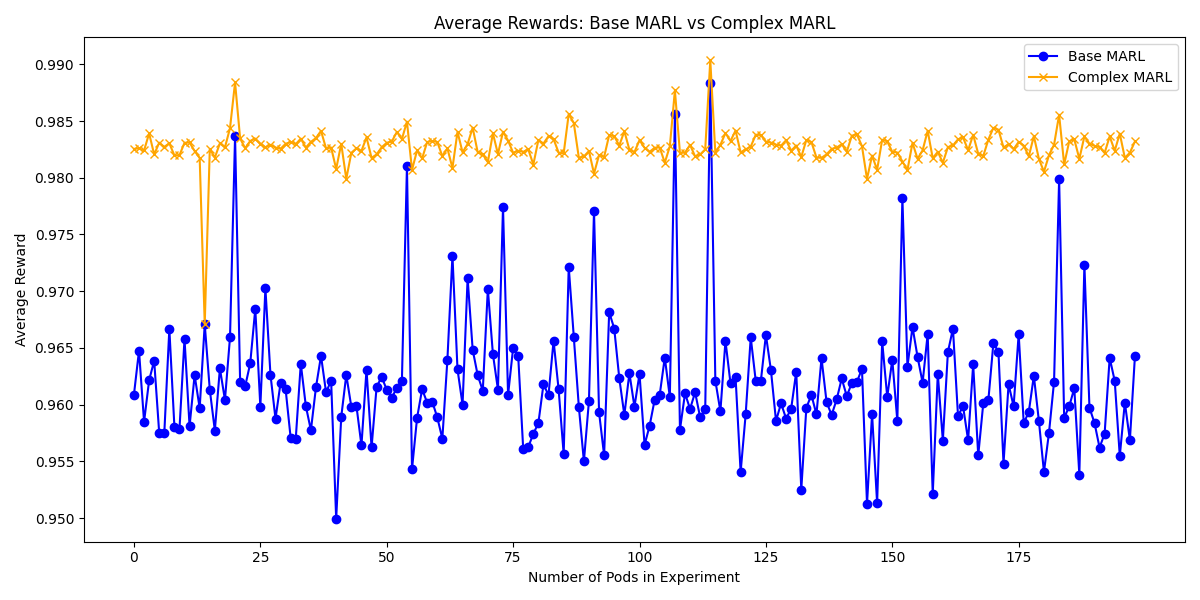 Average Rewards: Base MARL vs Complex MARL
Base MARL
Complex MARL
Average Reward
0.990
0.985
0.980
0.975
0.970
0.965
0.960
0.955
0.950
0 25 50 75 100 125 150 175
Number of Pods in Experiment